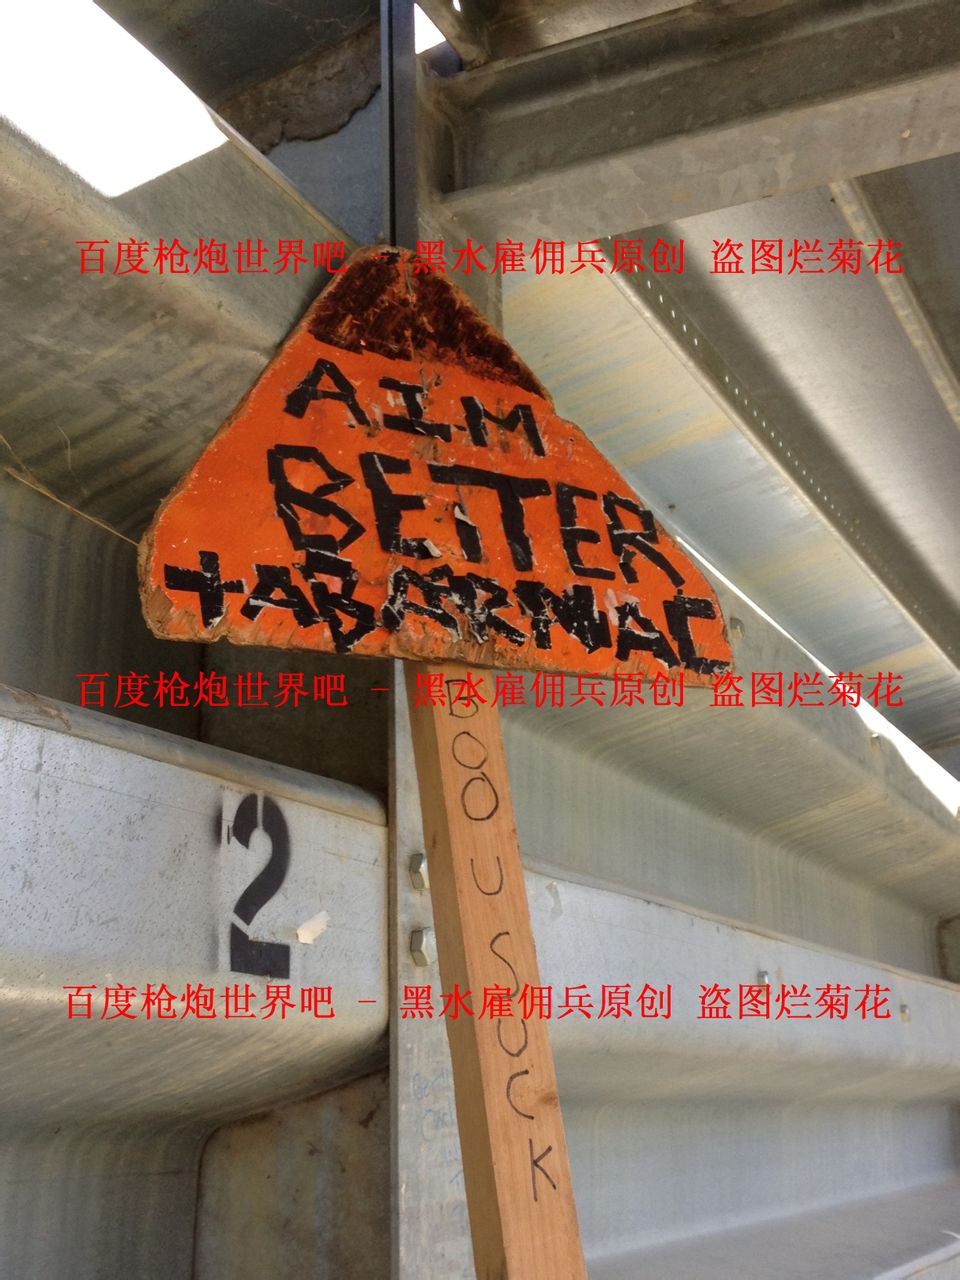 百度枪炮世界吧 - 黑水雇佣兵原创 盗图烂菊花
AIM
BETTER
TABARNAC
百度枪炮世界吧 - 黑水雇佣兵原创 盗图烂菊花
BOO U SUCK
2
百度枪炮世界吧 - 黑水雇佣兵原创 盗图烂菊花